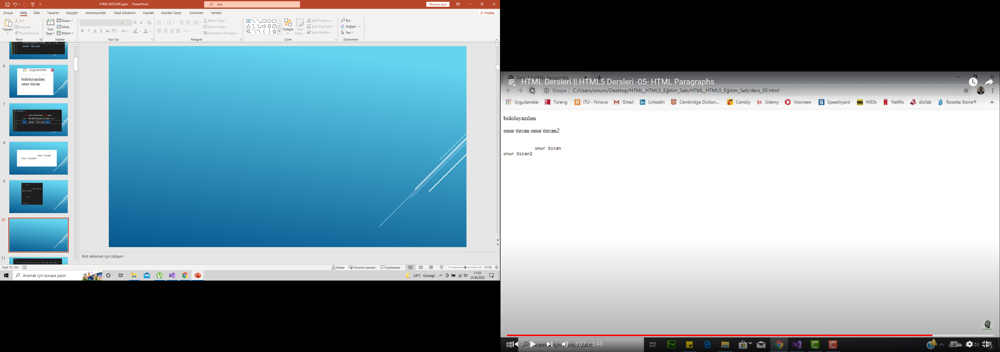 HTML NOTLARI.pptx - PowerPoint
Ara
Oturum açın
Dosya Giriş Ekle Tasarım Geçişler Animasyonlar Slayt Gösterisi Kaydet Gözden Geçir Görünüm Yardım
Paylaş
Yapıştır
Kes
Kopyala
Biçim Boyacısı
Pano
Yeni Slayt
Düzen
Sıfırla
Bölüm
Slaytlar
36
K T A S ab AV Aa A
Yazı Tipi
Metin Yönü
Metni Hizala
SmartArt'a Dönüştür
Paragraf
Yerleştir
Hızlı Stiller
Şekil Dolgusu
Şekil Ana Hattı
Şekil Efektleri
Çizim
Bul
Değiştir
Seç
Düzenleme
onur özcan
6
Uygulamalar
bidoluyazılım
onur özcan
7
<body>
<p> bidoluyazılım</p>
<p> onur özcan</p>
8
onur özcan
onur özcan2
9
onur özcan
onur özcan2
10
11
Not eklemek için tıklayın
Slayt 10 / 89
Notlar Görüntü Ayarları Açıklamalar
%108
Aramak için buraya yazın
24°C Güneşli
11:53
23.06.2022
Ders_5 || HTML Paragraphs
HTML Dersleri || HTML5 Dersleri -05- HTML Paragraphs
Dosya C:/Users/onuro/Desktop/HTML_HTML5_Eğitim_Seti/HTML_HTML5_Eğitim_Seti/ders_05.html
Uygulamalar Tureng İTÜ - Ninova Gmail LinkedIn Cambridge Diction... Cambly Udemy Voscreen Speechyard IMDb Netflix dizilab Rosetta Stone® »
bidoluyazılım
onur özcan onur özcan2
onur özcan
onur özcan2
3:17 / 3:45
Aramak için buraya yazın
Dw